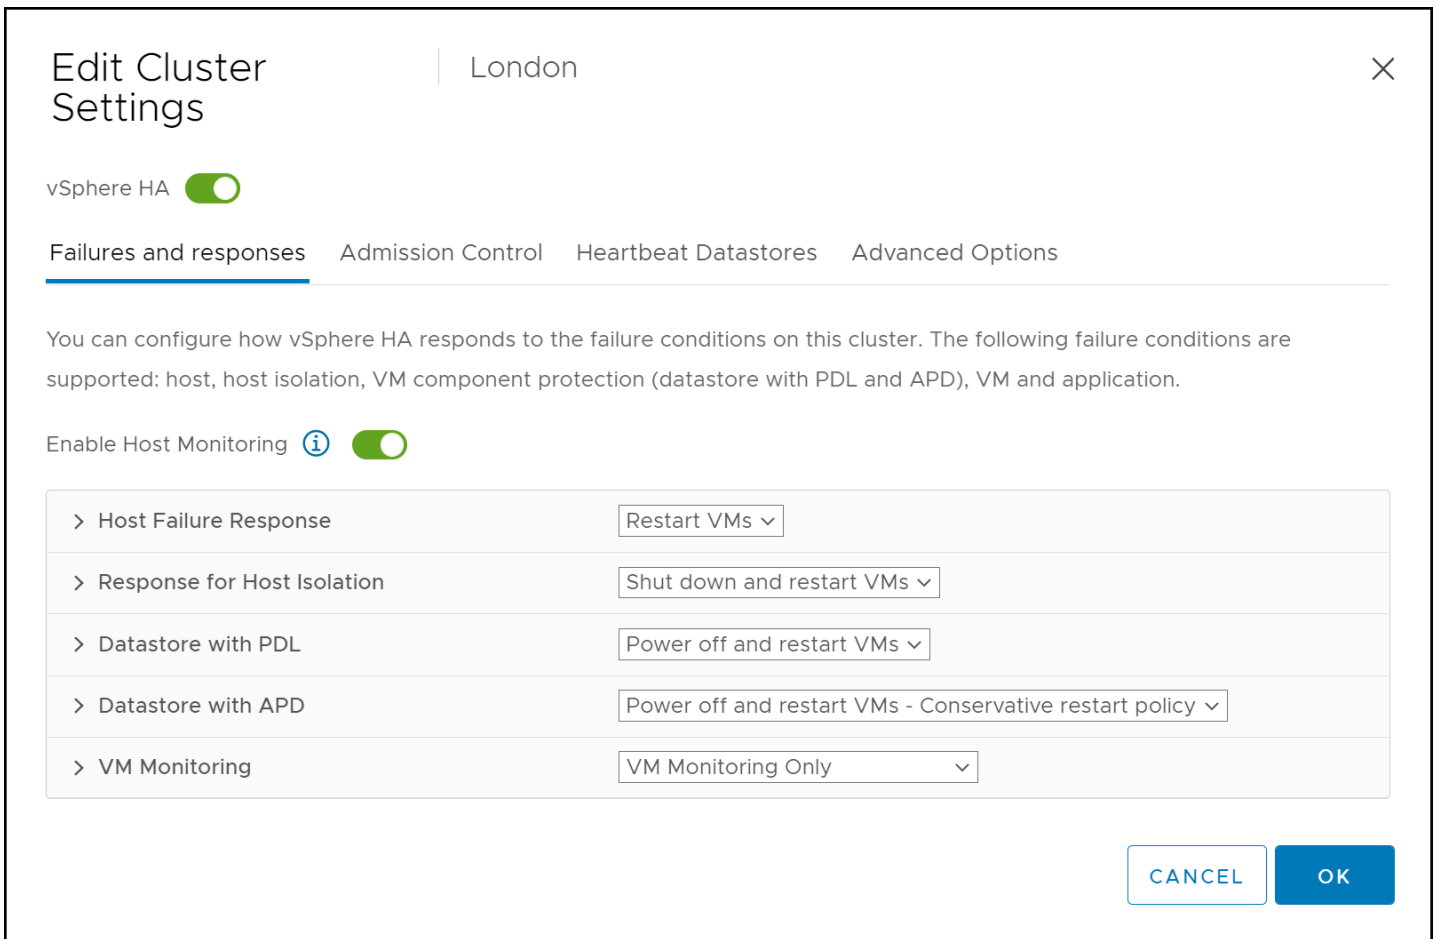 Edit Cluster
Settings
London
vSphere HA
Failures and responses Admission Control Heartbeat Datastores Advanced Options
You can configure how vSphere HA responds to the failure conditions on this cluster. The following failure conditions are
supported: host, host isolation, VM component protection (datastore with PDL and APD), VM and application.
Enable Host Monitoring
Host Failure Response Restart VMs
Response for Host Isolation Shut down and restart VMs
Datastore with PDL Power off and restart VMs
Datastore with APD Power off and restart VMs - Conservative restart policy
VM Monitoring VM Monitoring Only
CANCEL OK